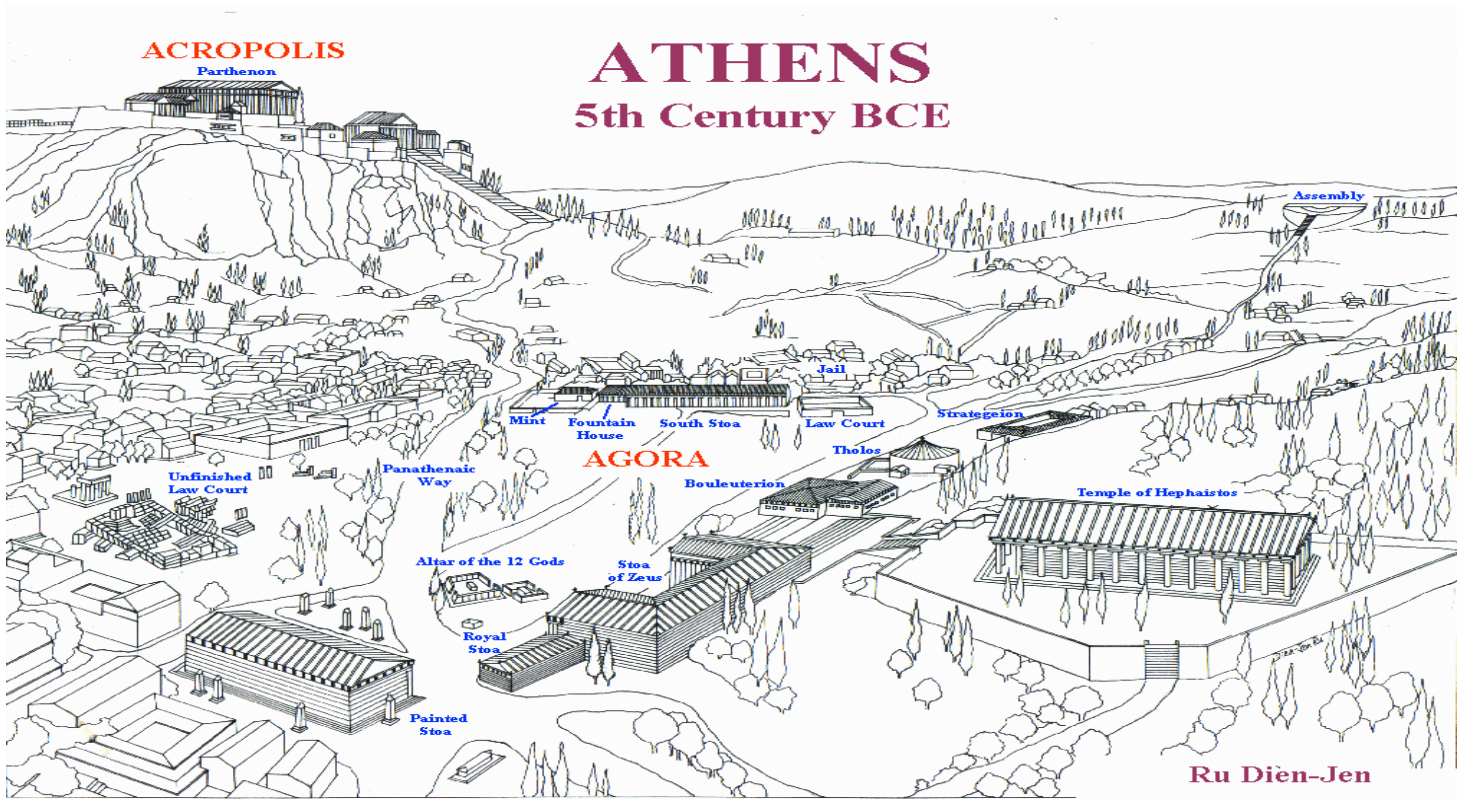 ATHENS
5th Century BCE
ACROPOLIS
Parthenon
Assembly
Jail
Mint
Fountain
House
South Stoa
Law Court
Strategeion
AGORA
Tholos
Panathenaic
Way
Unfinished
Law Court
Bouleuterion
Temple of Hephaistos
Altar of the 12 Gods
Stoa
of Zeus
Royal
Stoa
Painted
Stoa
Ru Dièn-Jen